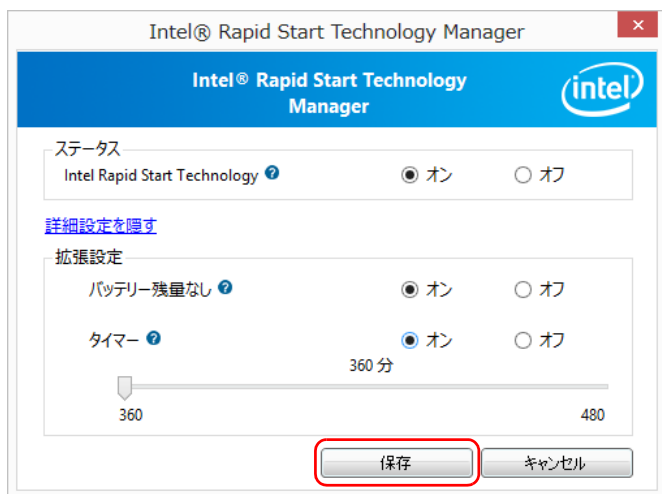 Intel® Rapid Start Technology Manager
Intel® Rapid Start Technology
Manager
intel
ステータス
Intel Rapid Start Technology ? オン オフ
詳細設定を隠す
拡張設定
バッテリー残量なし ? オン オフ
タイマー ? オン オフ
360 分
360 480
保存 キャンセル